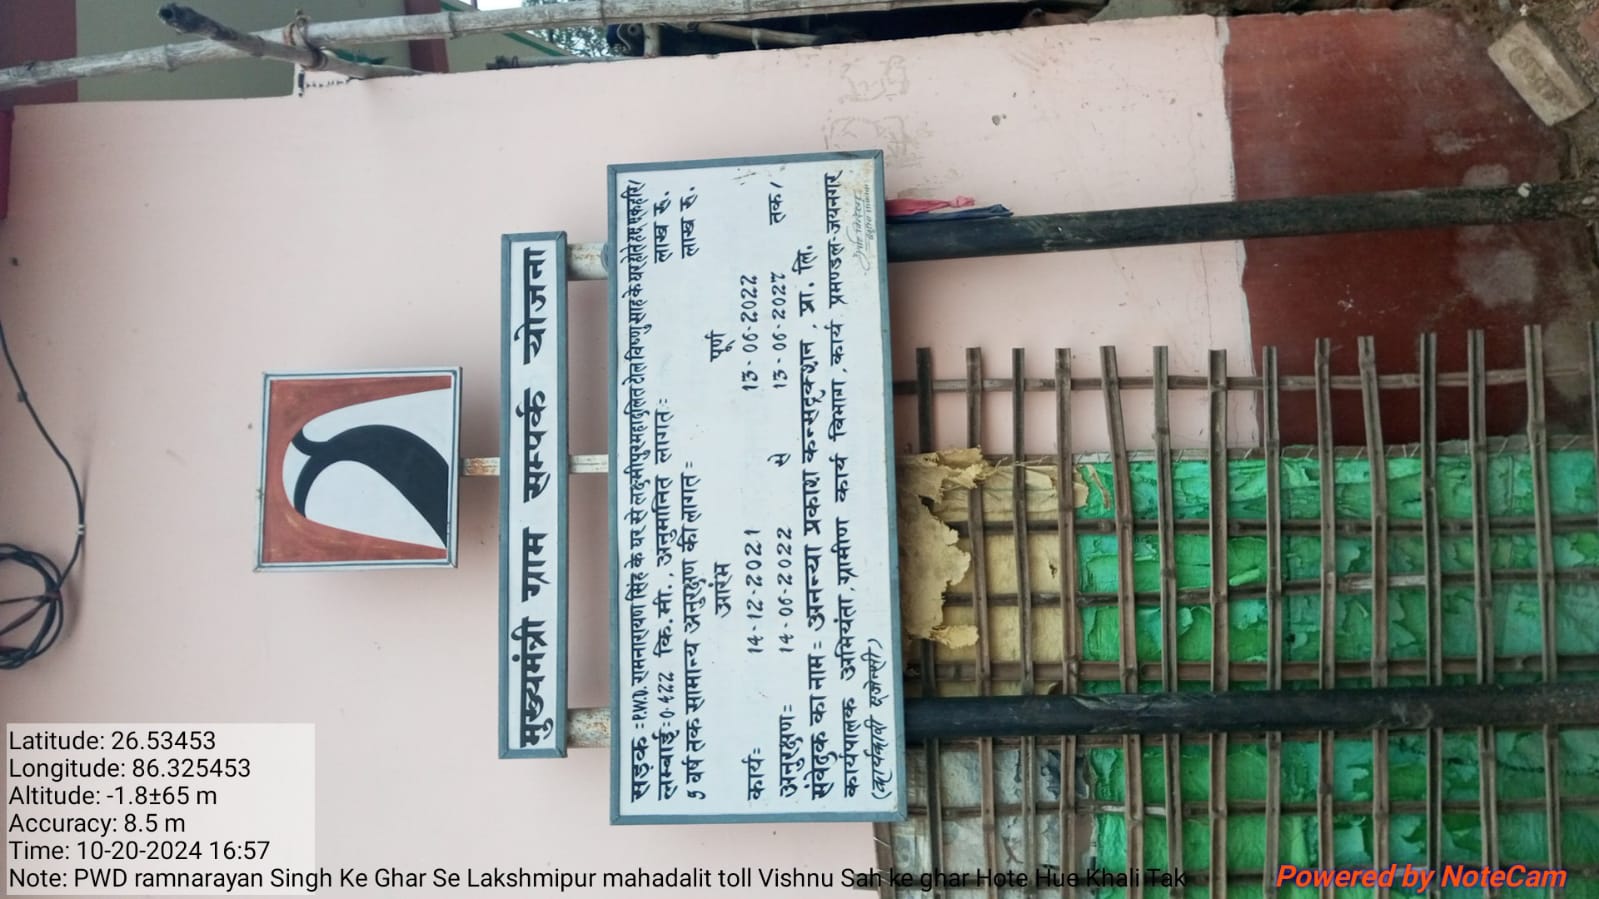 मुख्यमंत्री ग्राम सम्पर्क योजना
सड़क = P.W.D. रामनारायण सिंह के घर से लक्ष्मीपुर महादलित टोल विष्णु साह के घर होते हुए
लम्बाई = 0.422 कि. मी., अनुमानित लागत = लाख रु.
5 वर्ष तक सामान्य अनुरक्षण की लागत = लाख रु.
आरंभ पूर्ण
कार्य = 14-12-2021 13-06-2022
अनुरक्षण = 14-06-2022 से 13-06-2027 तक।
संवेदक का नाम = अनन्या प्रकाश कन्सट्रक्शन, प्रा. लि.
कार्यपालक अभियंता, ग्रामीण कार्य विभाग, कार्य प्रमण्डल-जयनगर
Latitude: 26.53453
Longitude: 86.325453
Altitude: -1.8±65 m
Accuracy: 8.5 m
Time: 10-20-2024 16:57
Note: PWD ramnarayan Singh Ke Ghar Se Lakshmipur mahadalit toll Vishnu Sah ke ghar Hote Hue Khali Tak
Powered by NoteCam